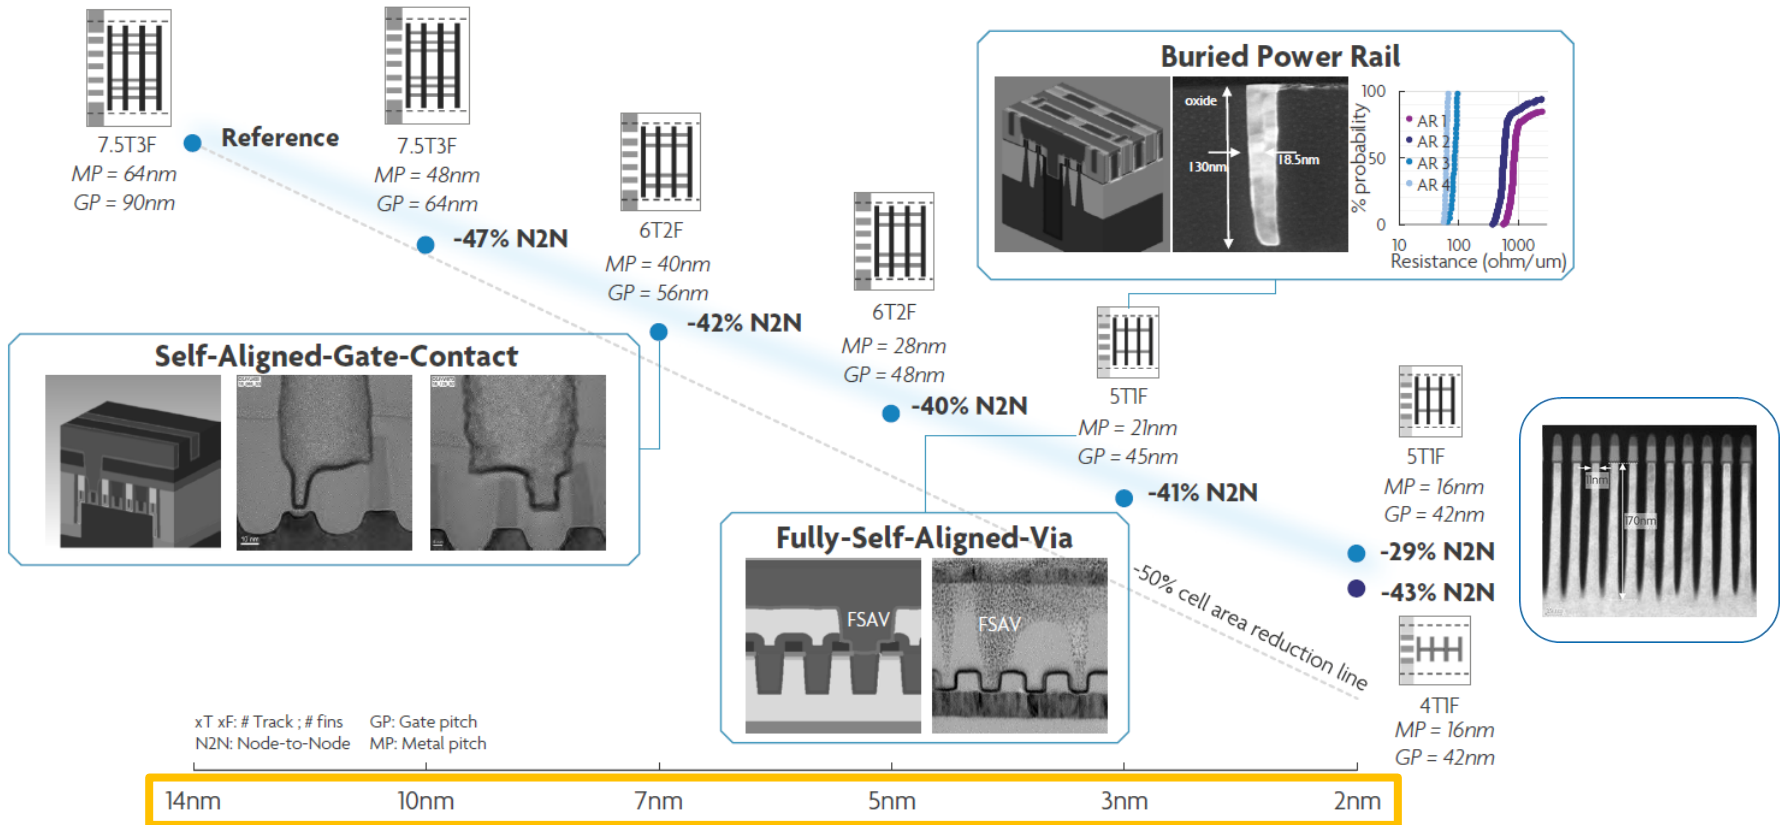 7.5T3F
MP = 64nm
GP = 90nm
Reference
7.5T3F
MP = 48nm
GP = 64nm
-47% N2N
6T2F
MP = 40nm
GP = 56nm
-42% N2N
6T2F
MP = 28nm
GP = 48nm
-40% N2N
Buried Power Rail
oxide
130nm
18.5nm
% probability
100
50
0
AR 1
AR 2
AR 3
AR 4
10
100
1000
Resistance (ohm/um)
5T1F
MP = 21nm
GP = 45nm
-41% N2N
5T1F
MP = 16nm
GP = 42nm
-29% N2N
-43% N2N
4T1F
MP = 16nm
GP = 42nm
11nm
170nm
Self-Aligned-Gate-Contact
10 nm
Fully-Self-Aligned-Via
FSAV
FSAV
-50% cell area reduction line
xT xF: # Track ; # fins
GP: Gate pitch
N2N: Node-to-Node
MP: Metal pitch
14nm
10nm
7nm
5nm
3nm
2nm